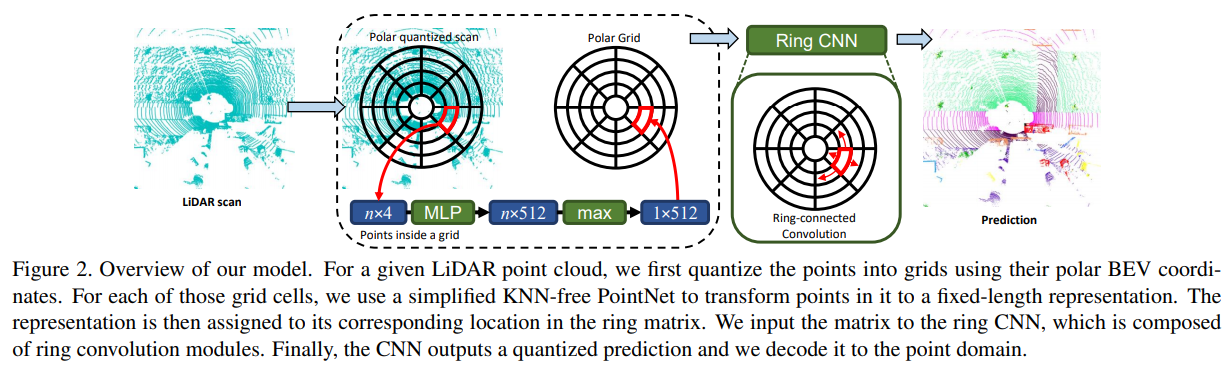 Polar quantized scan
Polar Grid
Ring CNN
LiDAR scan
n×4
MLP
n×512
max
1×512
Points inside a grid
Ring-connected
Convolution
Prediction
Figure 2. Overview of our model. For a given LiDAR point cloud, we first quantize the points into grids using their polar BEV coordi-
nates. For each of those grid cells, we use a simplified KNN-free PointNet to transform points in it to a fixed-length representation. The
representation is then assigned to its corresponding location in the ring matrix. We input the matrix to the ring CNN, which is composed
of ring convolution modules. Finally, the CNN outputs a quantized prediction and we decode it to the point domain.